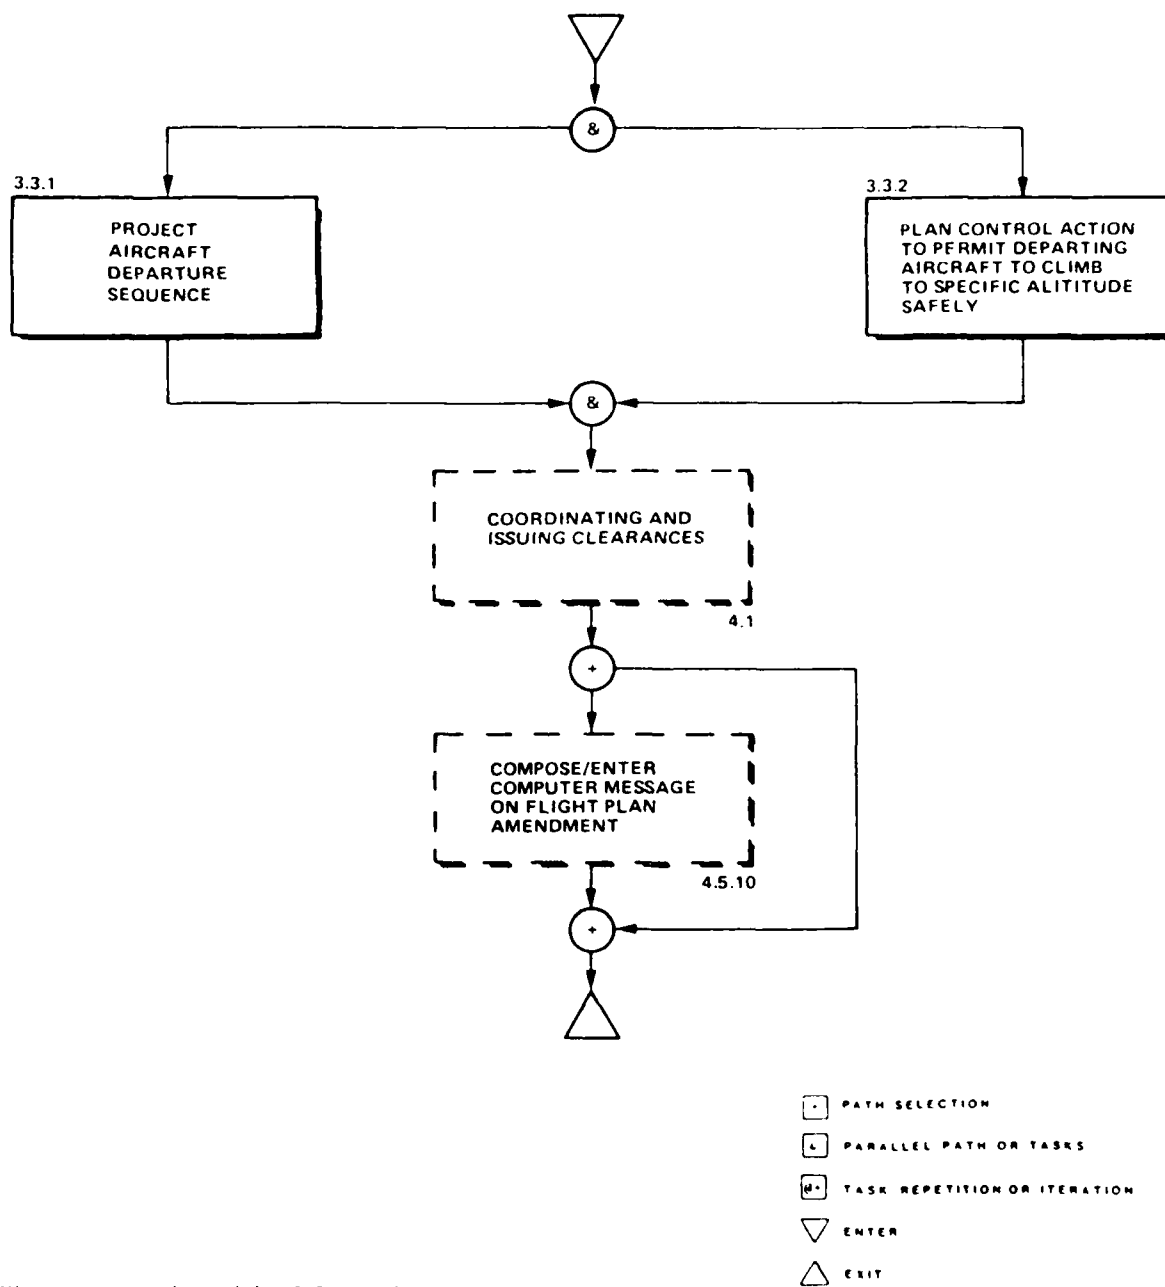 &
3.3.1
PROJECT
AIRCRAFT
DEPARTURE
SEQUENCE
3.3.2
PLAN CONTROL ACTION
TO PERMIT DEPARTING
AIRCRAFT TO CLIMB
TO SPECIFIC ALITITUDE
SAFELY
&
COORDINATING AND
ISSUING CLEARANCES
4.1
+
COMPOSE/ENTER
COMPUTER MESSAGE
ON FLIGHT PLAN
AMENDMENT
4.5.10
+
+ PATH SELECTION
& PARALLEL PATH OR TASKS
TASK REPETITION OR ITERATION
ENTER
EXIT